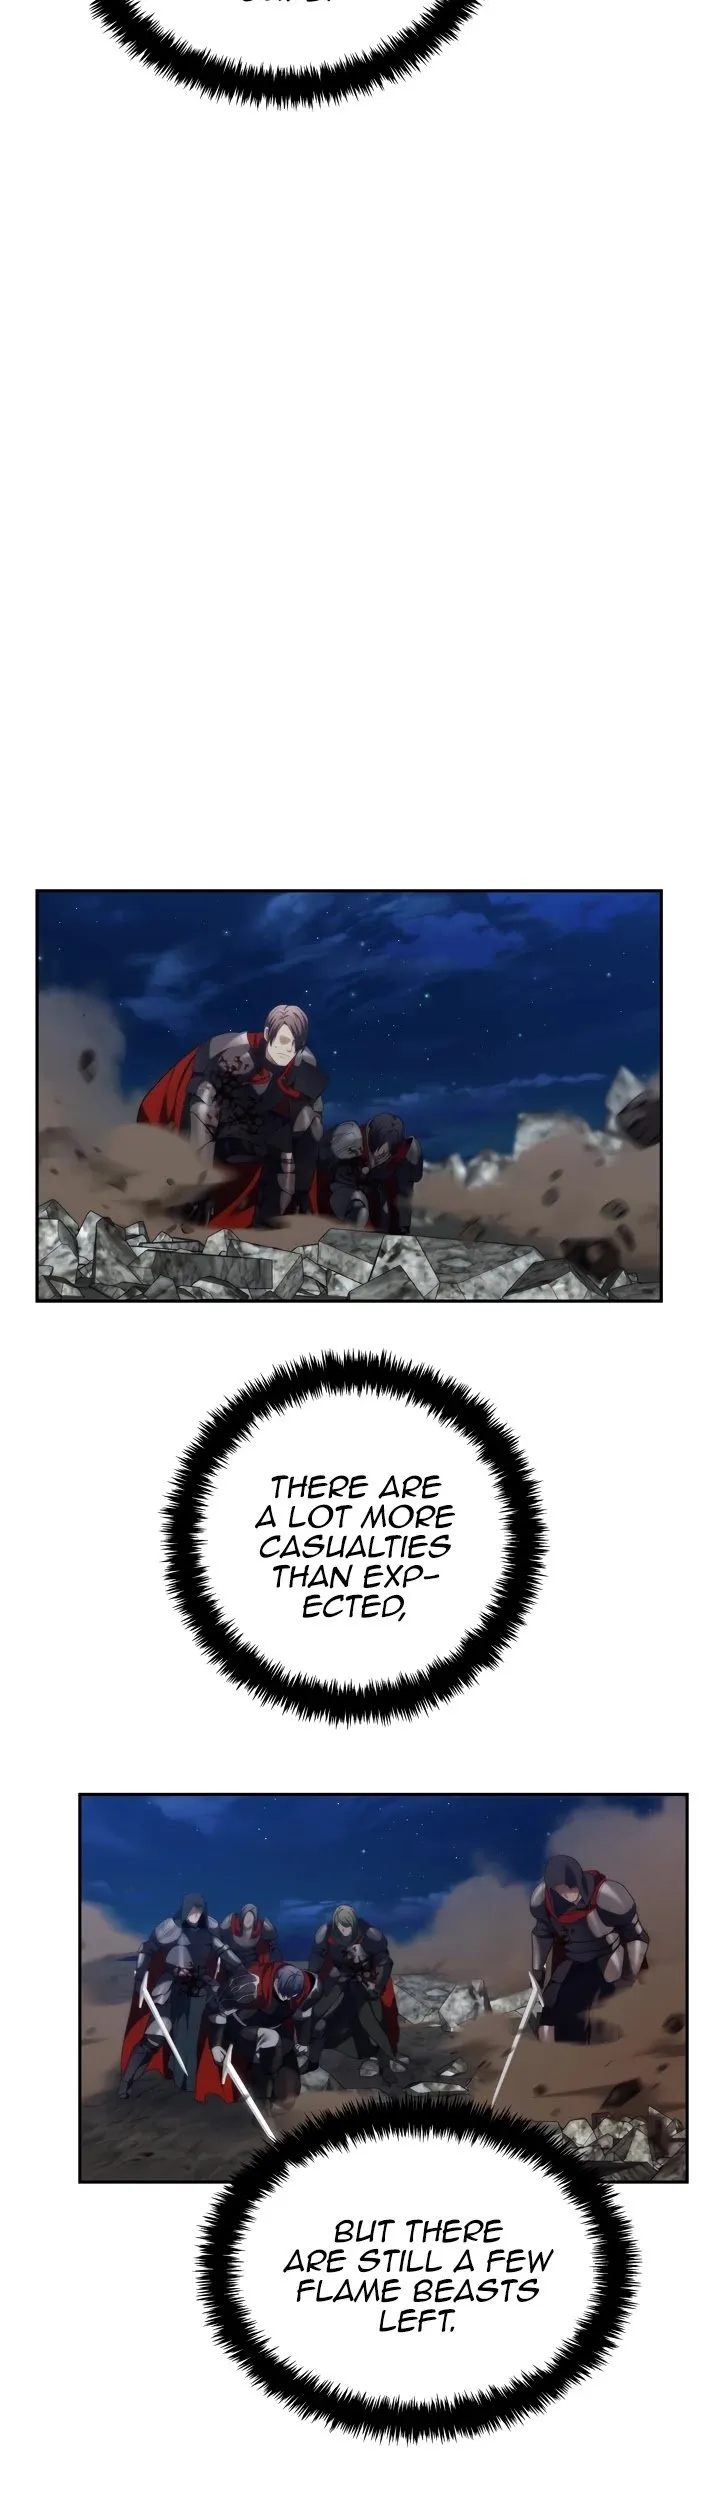 THERE ARE
A LOT MORE
CASUALTIES
THAN EXP-
ECTED,
BUT THERE
ARE STILL A FEW
FLAME BEASTS
LEFT.